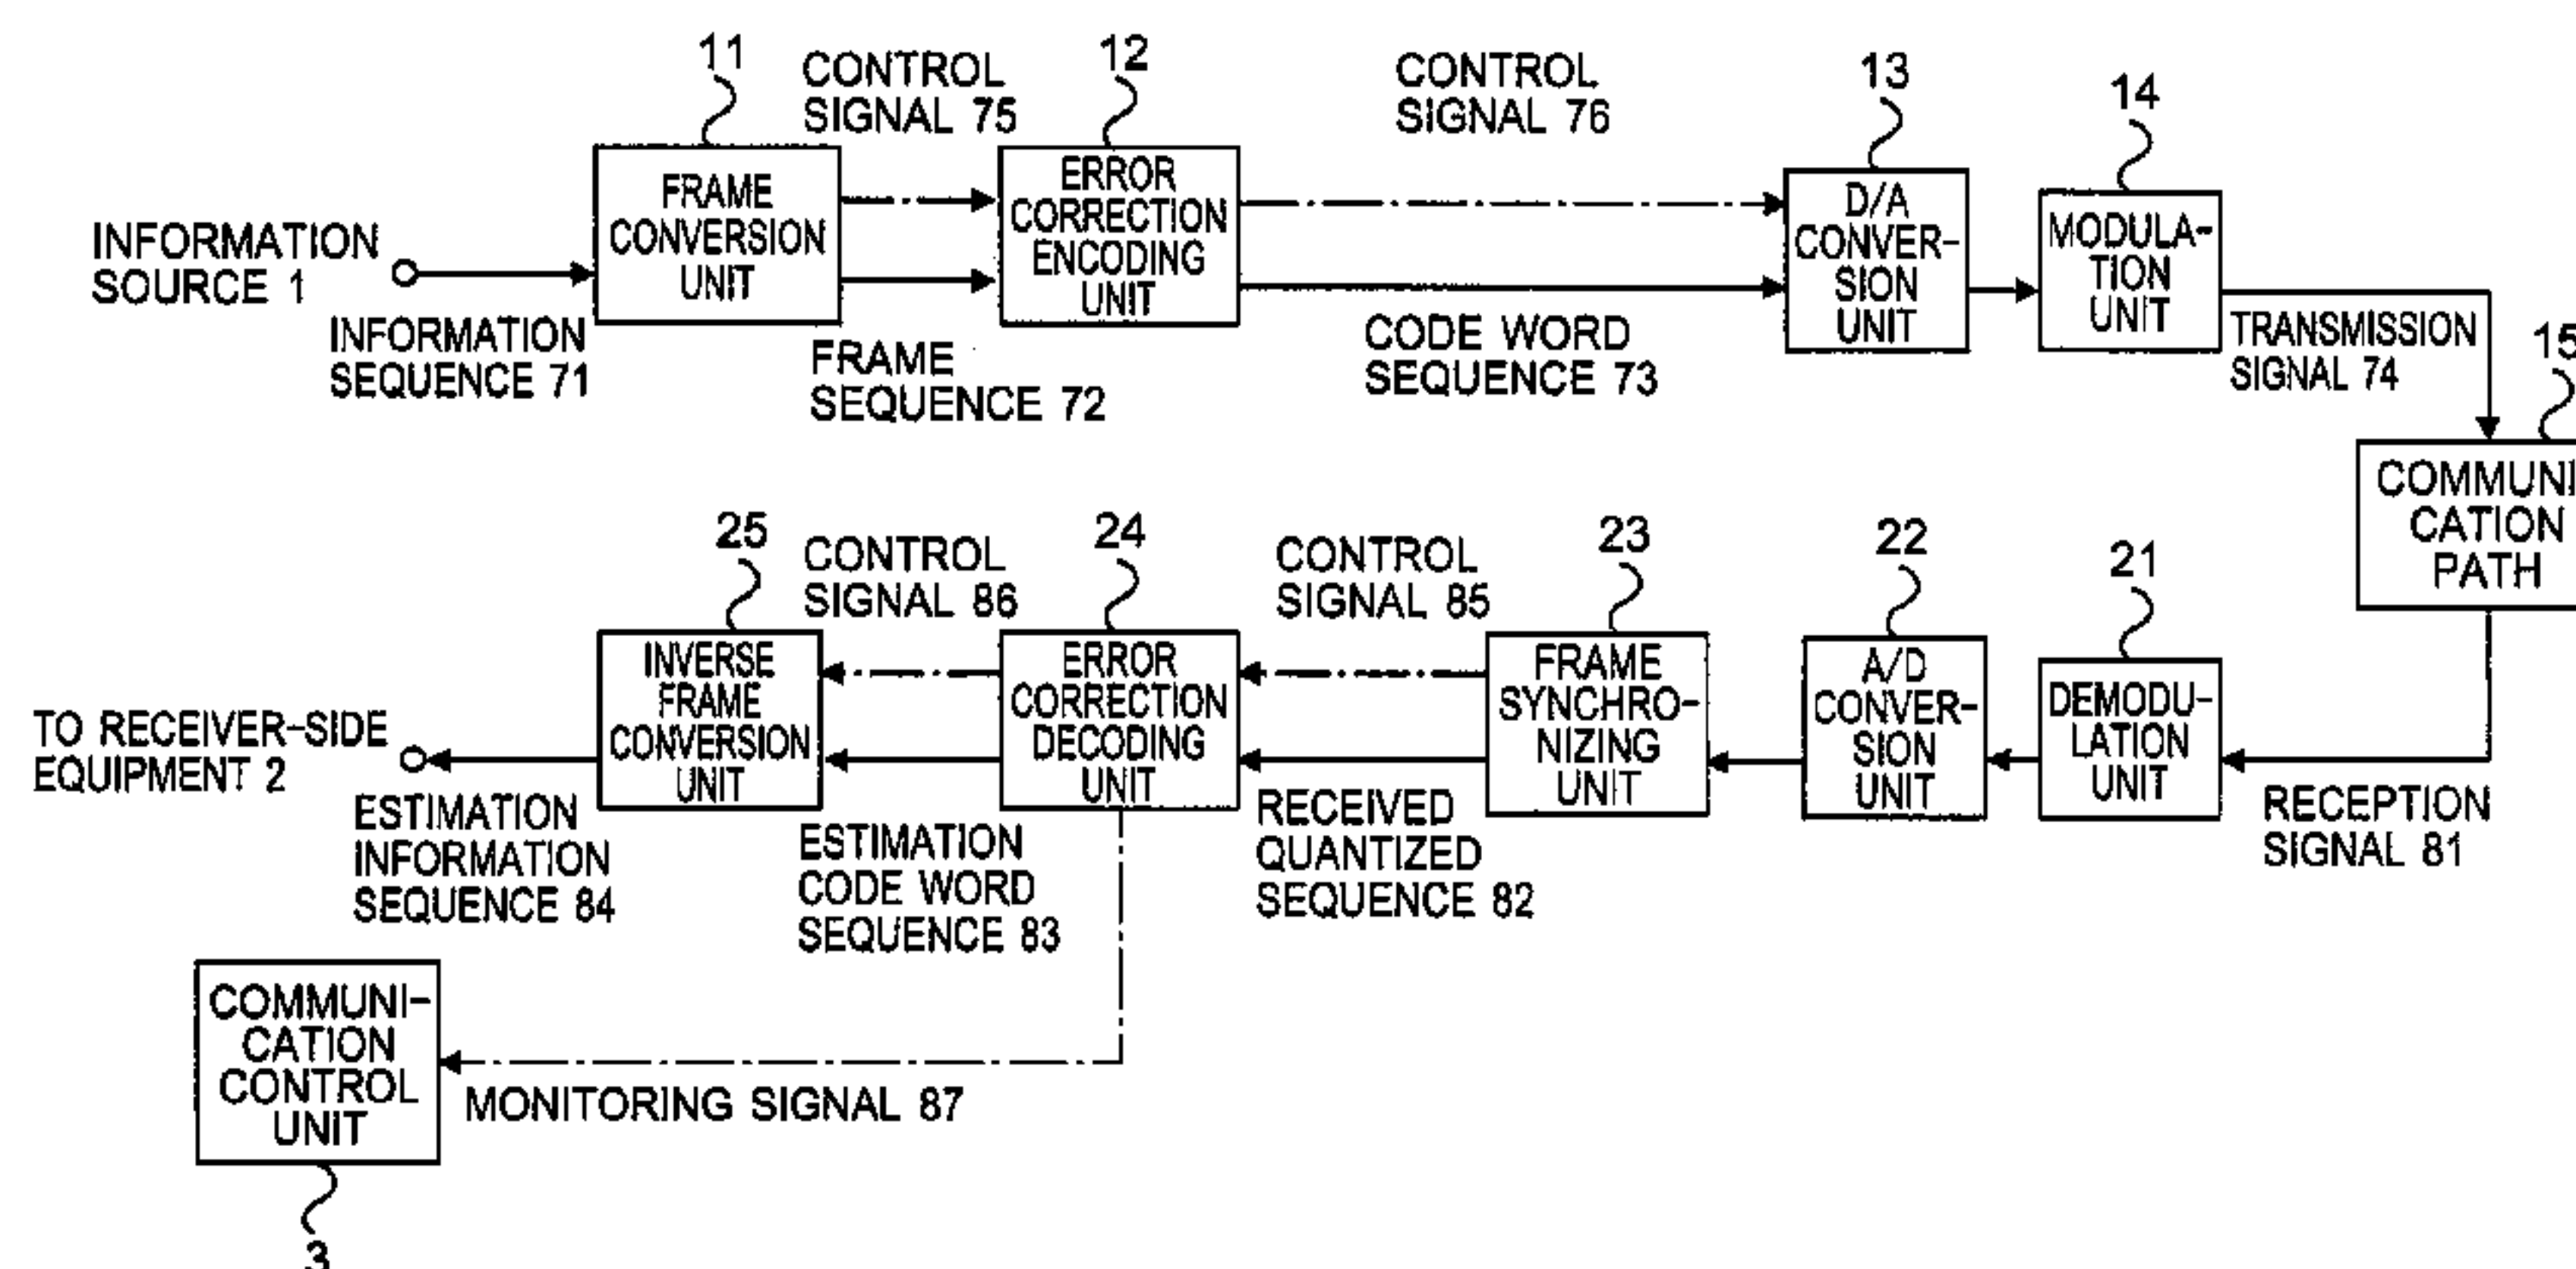 11
CONTROL
SIGNAL 75
12
CONTROL
SIGNAL 76
13
14
INFORMATION
SOURCE 1
INFORMATION
SEQUENCE 71
FRAME
CONVERSION
UNIT
FRAME
SEQUENCE 72
ERROR
CORRECTION
ENCODING
UNIT
CODE WORD
SEQUENCE 73
D/A
CONVER-
SION
UNIT
MODULA-
TION
UNIT
TRANSMISSION
SIGNAL 74
15
COMMUNI
CATION
PATH
25
CONTROL
SIGNAL 86
24
CONTROL
SIGNAL 85
23
22
21
TO RECEIVER-SIDE
EQUIPMENT 2
ESTIMATION
INFORMATION
SEQUENCE 84
INVERSE
FRAME
CONVERSION
UNIT
ESTIMATION
CODE WORD
SEQUENCE 83
ERROR
CORRECTION
DECODING
UNIT
RECEIVED
QUANTIZED
SEQUENCE 82
FRAME
SYNCHRO-
NIZING
UNIT
A/D
CONVER-
SION
UNIT
DEMODU-
LATION
UNIT
RECEPTION
SIGNAL 81
COMMUNI-
CATION
CONTROL
UNIT
MONITORING SIGNAL 87
3